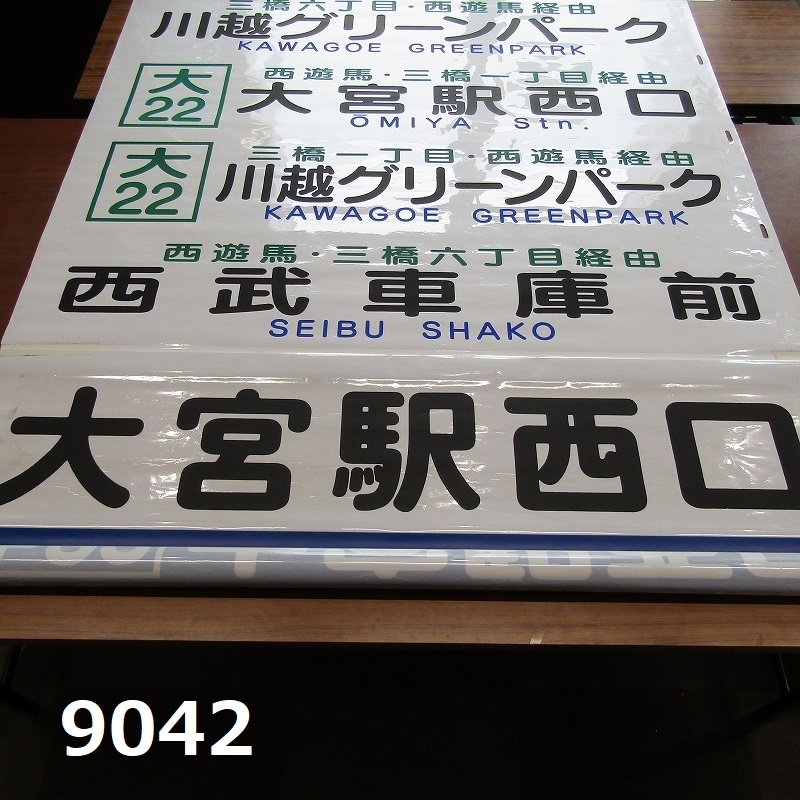 三橋六丁目・西遊馬経由
川越グリーンパーク
KAWAGOE GREENPARK
大22
西遊馬・三橋一丁目経由
大宮駅西口
OMIYA Stn.
大22
三橋一丁目・西遊馬経由
川越グリーンパーク
KAWAGOE GREENPARK
西遊馬・三橋六丁目経由
西武車庫前
SEIBU SHAKO
大宮駅西口
9042